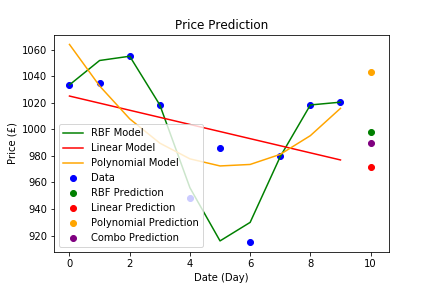 Price Prediction
Price (£)
1060
1040
1020
1000
980
960
940
920
RBF Model
Linear Model
Polynomial Model
Data
RBF Prediction
Linear Prediction
Polynomial Prediction
Combo Prediction
0 2 4 6 8 10
Date (Day)